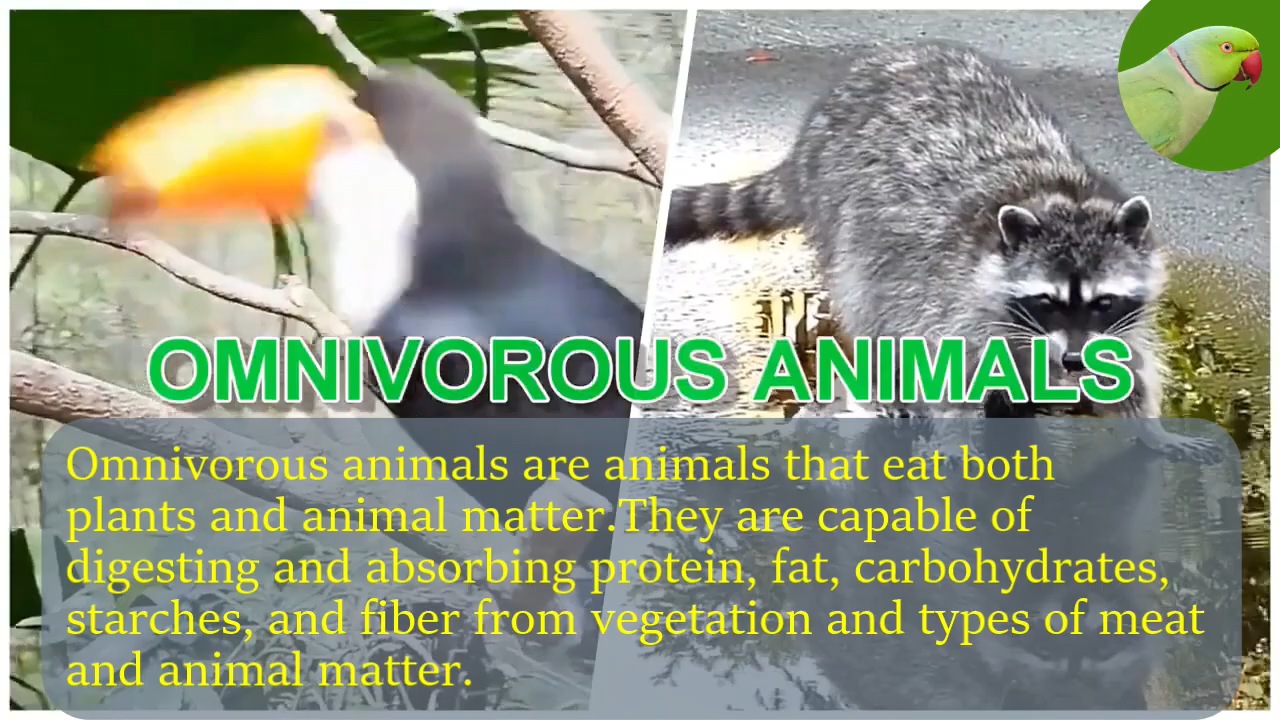 OMNIVOROUS ANIMALS
Omnivorous animals are animals that eat both
plants and animal matter.They are capable of
digesting and absorbing protein, fat, carbohydrates,
starches, and fiber from vegetation and types of meat
and animal matter.